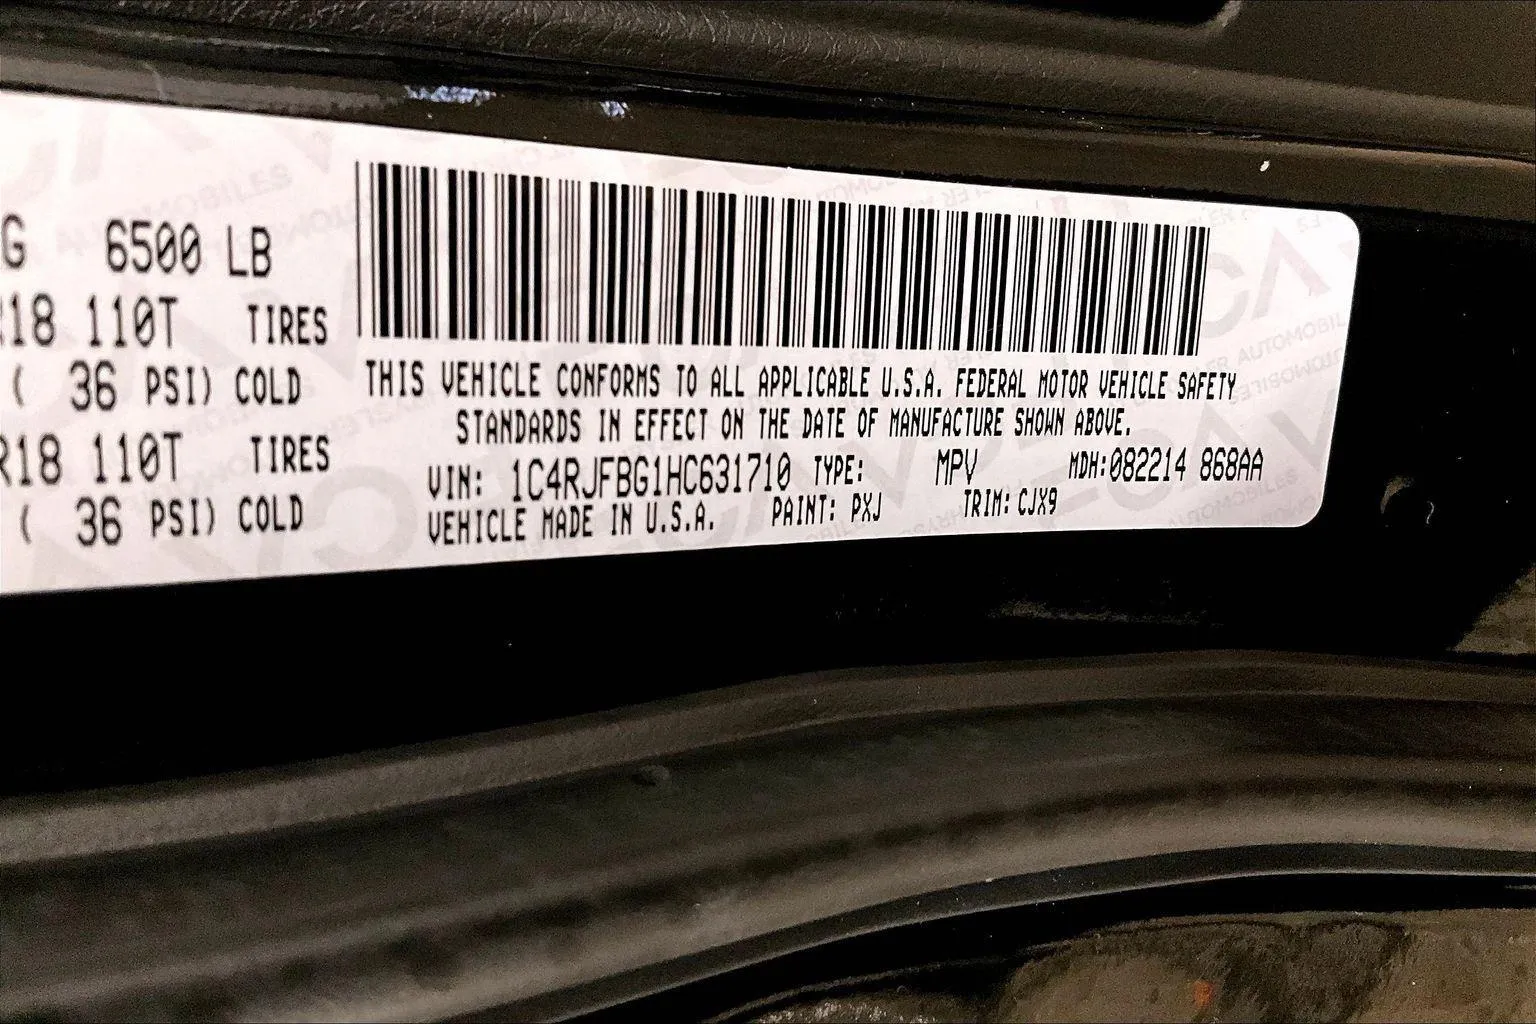 G 6500 LB
R18 110T TIRES
( 36 PSI) COLD
R18 110T TIRES
( 36 PSI) COLD
THIS VEHICLE CONFORMS TO ALL APPLICABLE U.S.A. FEDERAL MOTOR VEHICLE SAFETY
STANDARDS IN EFFECT ON THE DATE OF MANUFACTURE SHOWN ABOVE.
VIN: 1C4RJFBG1HC631710 TYPE: MPV MDH:082214 868AA
VEHICLE MADE IN U.S.A. PAINT: PXJ TRIM: CJX9